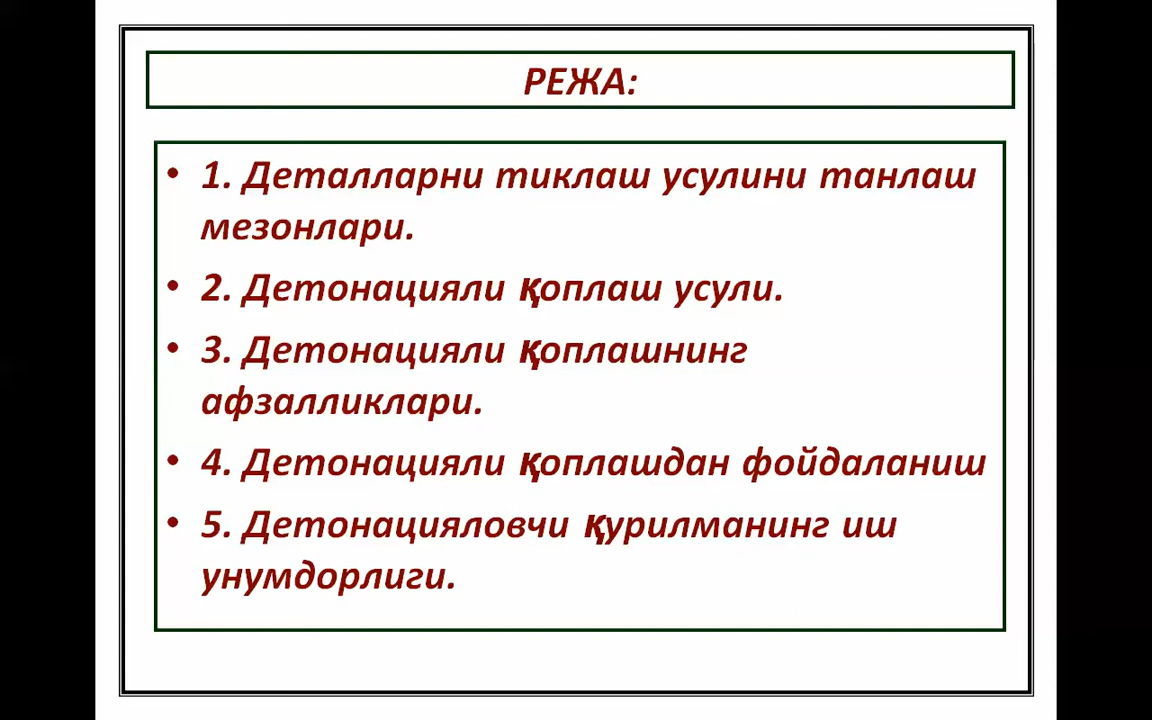 РЕЖА:
• 1. Деталларни тиклаш усулини танлаш
мезонлари.
• 2. Детонацияли қоплаш усули.
• 3. Детонацияли қоплашнинг
афзалликлари.
• 4. Детонацияли қоплашдан фойдаланиш
• 5. Детонацияловчи қурилманинг иш
унумдорлиги.